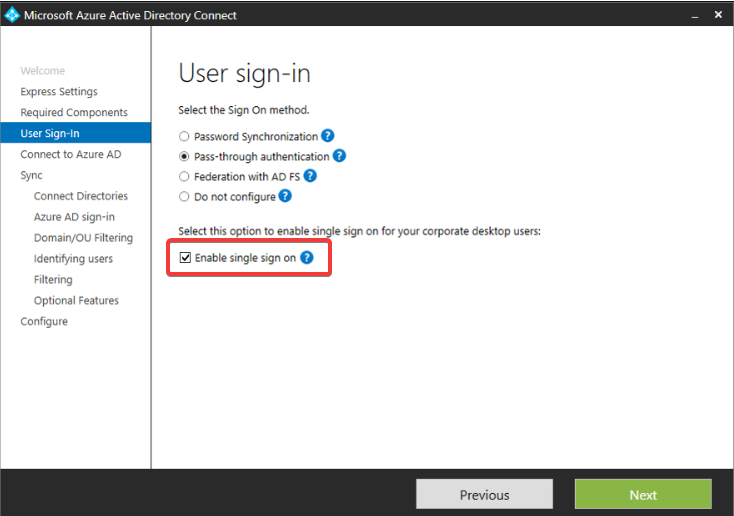 Microsoft Azure Active Directory Connect
Welcome
Express Settings
Required Components
User Sign-In
Connect to Azure AD
Sync
Connect Directories
Azure AD sign-in
Domain/OU Filtering
Identifying users
Filtering
Optional Features
Configure
User sign-in
Select the Sign On method.
Password Synchronization ?
Pass-through authentication ?
Federation with AD FS ?
Do not configure ?
Select this option to enable single sign on for your corporate desktop users:
Enable single sign on ?
Previous
Next